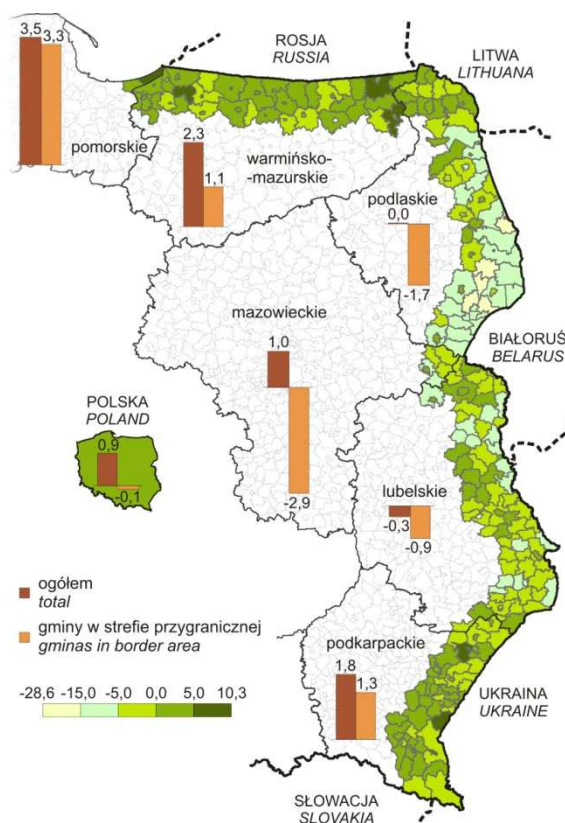 3,5
3,3
pomorskie
ROSJA
RUSSIA
LITWA
LITHUANA
2,3
1,1
warmińsko-
-mazurskie
podlaskie
0,0
-1,7
mazowieckie
1,0
-2,9
BIAŁORUŚ
BELARUS
POLSKA
POLAND
0,9
-0,1
lubelskie
-0,3
-0,9
ogółem
total
gminy w strefie przygranicznej
gminas in border area
-28,6 -15,0 -5,0 0,0 5,0 10,3
podkarpackie
1,8
1,3
UKRAINA
UKRAINE
SŁOWACJA
SLOVAKIA